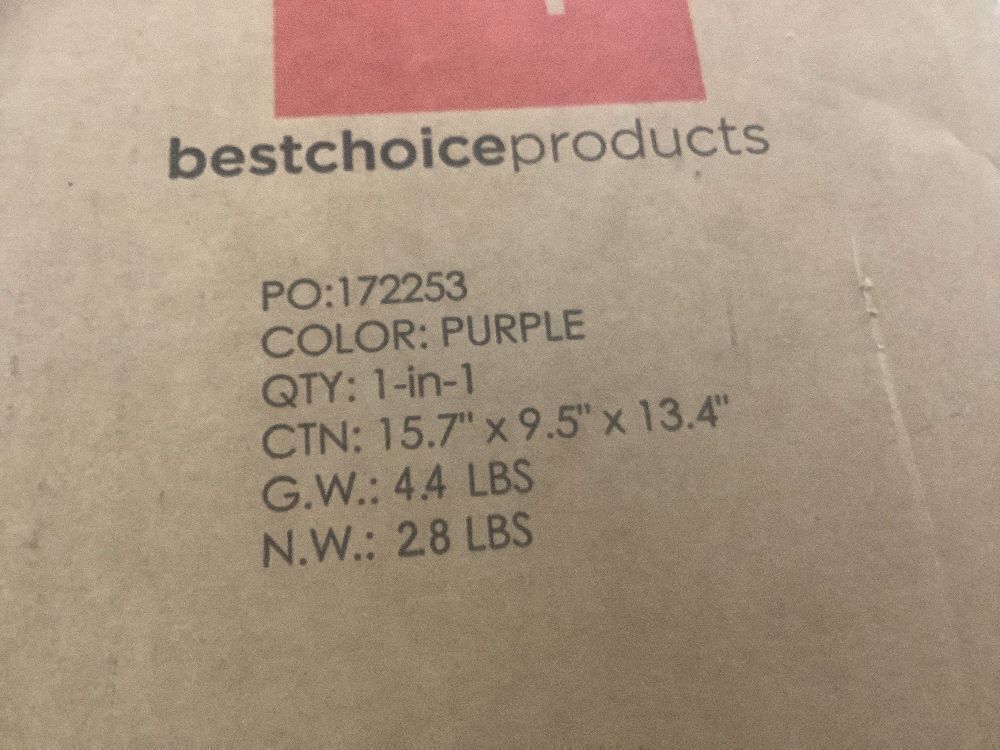 bestchoiceproducts
PO:172253
COLOR: PURPLE
QTY: 1-in-1
CTN: 15.7" x 9.5" x 13.4"
G.W.: 4.4 LBS
N.W.: 2.8 LBS